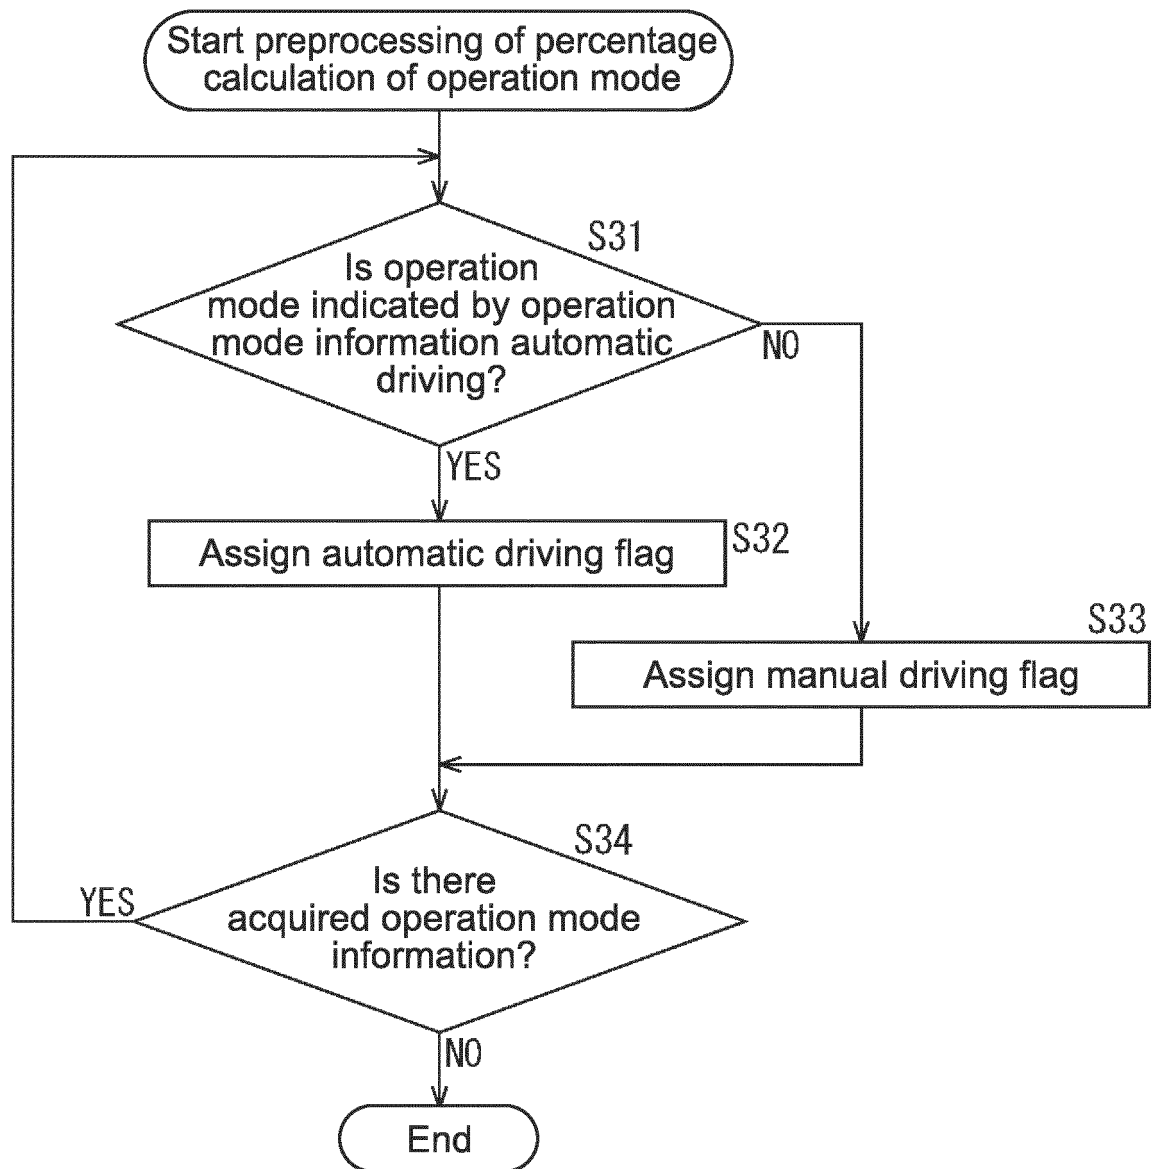 Start preprocessing of percentage
calculation of operation mode
S31
Is operation
mode indicated by operation
mode information automatic
driving?
NO
YES
Assign automatic driving flag
S32
S33
Assign manual driving flag
S34
Is there
acquired operation mode
information?
YES
NO
End